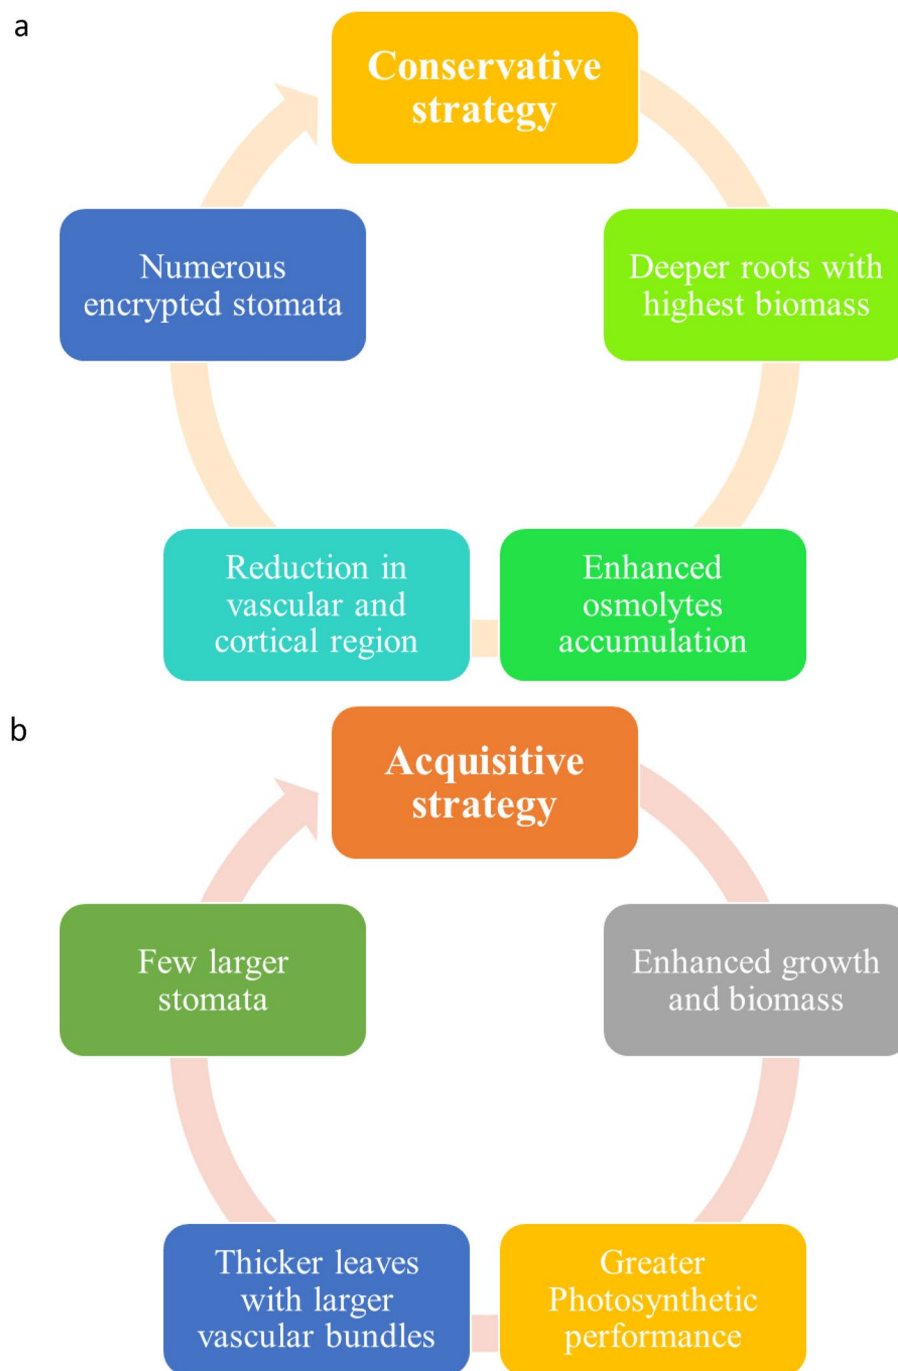 a
Conservative
strategy
Numerous
encrypted stomata
Deeper roots with
highest biomass
Reduction in
vascular and
cortical region
Enhanced
osmolytes
accumulation
b
Acquisitive
strategy
Few larger
stomata
Enhanced growth
and biomass
Thicker leaves
with larger
vascular bundles
Greater
Photosynthetic
performance